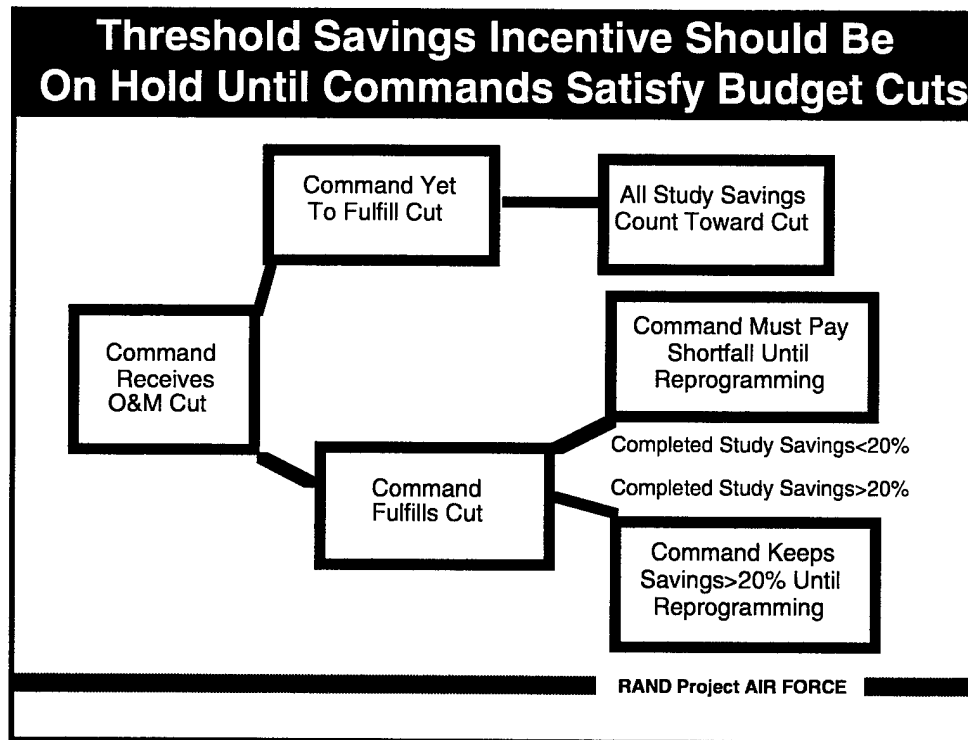 Threshold Savings Incentive Should Be
On Hold Until Commands Satisfy Budget Cuts
Command Yet
To Fulfill Cut
All Study Savings
Count Toward Cut
Command
Receives
O&M Cut
Command Must Pay
Shortfall Until
Reprogramming
Completed Study Savings<20%
Command
Fulfills Cut
Completed Study Savings>20%
Command Keeps
Savings>20% Until
Reprogramming
RAND Project AIR FORCE